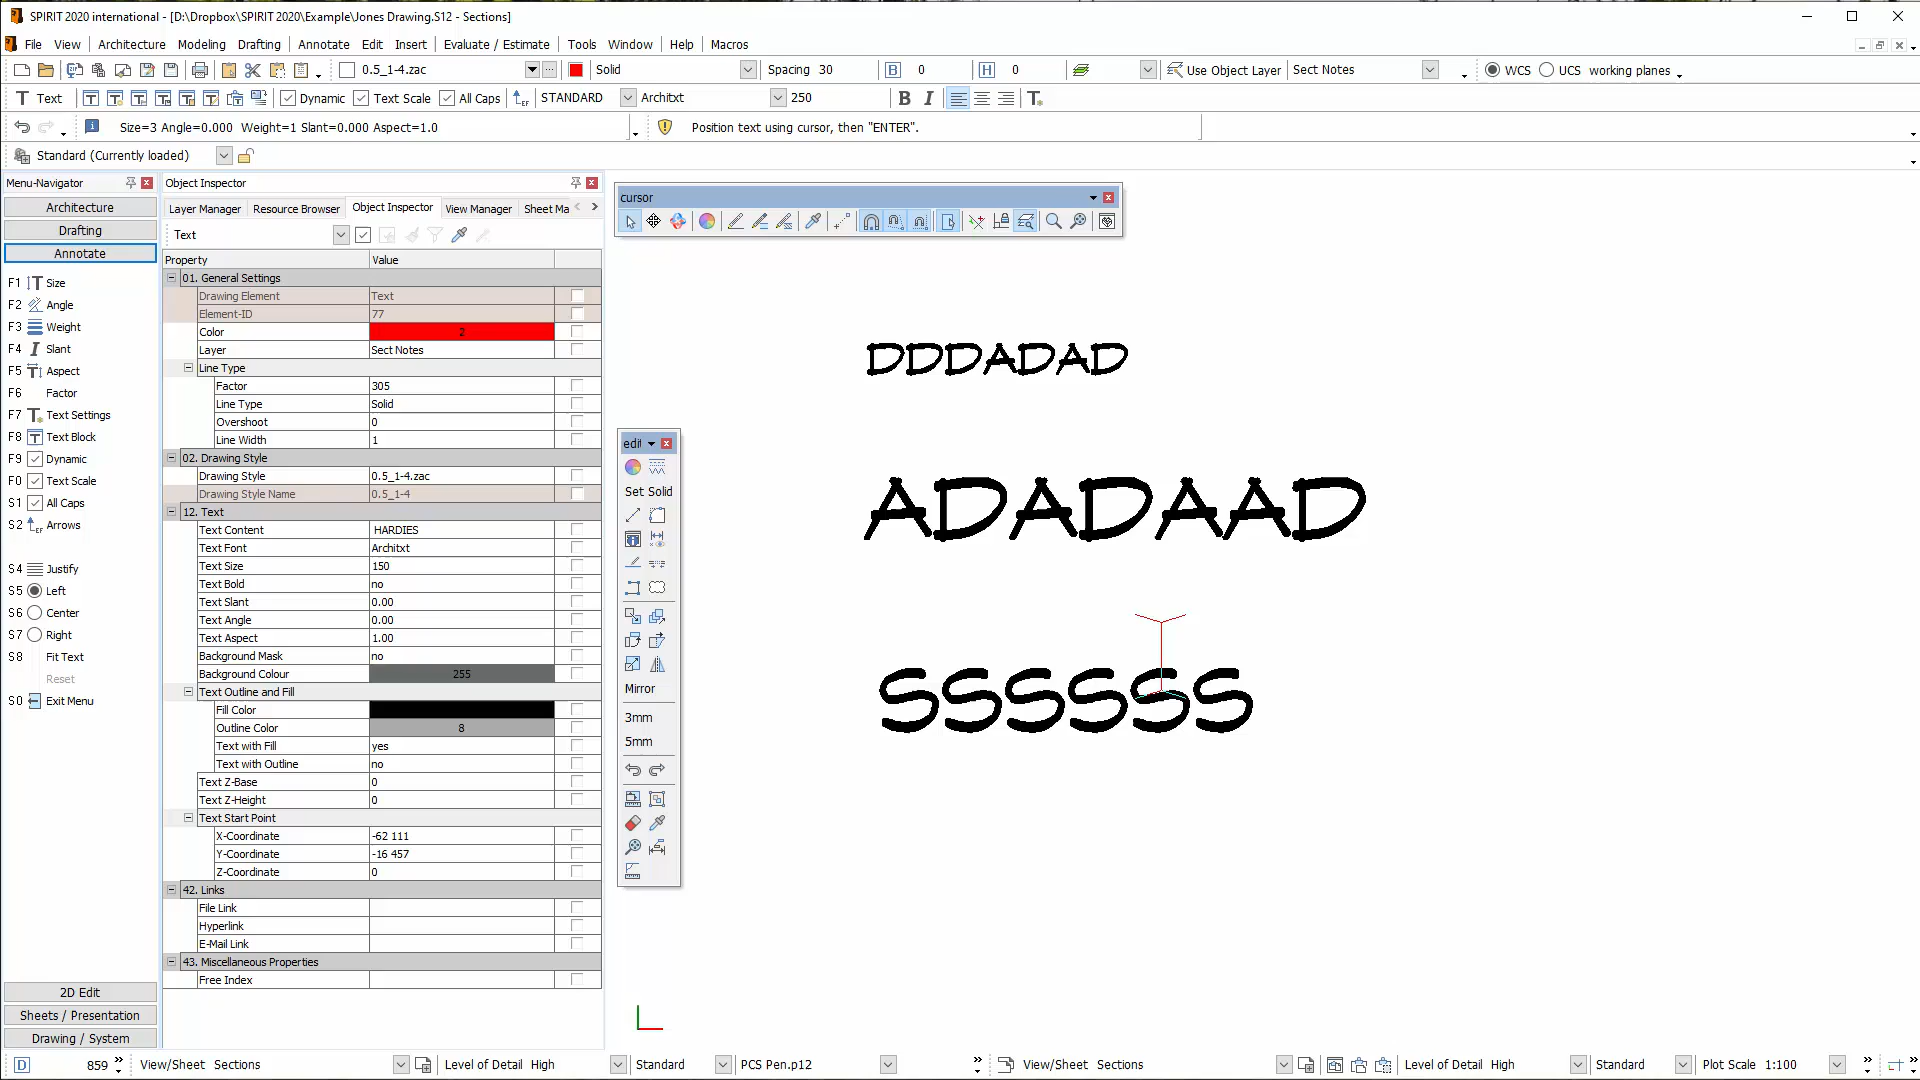 SPIRIT 2020 international - [D:\Dropbox\SPIRIT 2020\Example\Jones Drawing.S12 - Sections]
File View Architecture Modeling Drafting Annotate Edit Insert Evaluate / Estimate Tools Window Help Macros
0.5_1-4.zac Solid Spacing 30 B 0 H 0 Use Object Layer Sect Notes WCS UCS working planes
Text Dynamic Text Scale All Caps STANDARD Architxt 250 B I
Size=3 Angle=0.000 Weight=1 Slant=0.000 Aspect=1.0 Position text using cursor, then "ENTER".
Standard (Currently loaded)
Menu-Navigator
Architecture
Drafting
Annotate
F1 Size
F2 Angle
F3 Weight
F4 Slant
F5 Aspect
F6 Factor
F7 Text Settings
F8 Text Block
F9 Dynamic
F0 Text Scale
S1 All Caps
S2 Arrows
S4 Justify
S5 Left
S6 Center
S7 Right
S8 Fit Text
Reset
S0 Exit Menu
2D Edit
Sheets / Presentation
Drawing / System
Object Inspector
Layer Manager Resource Browser Object Inspector View Manager Sheet Ma
Text
Property Value
01. General Settings
Drawing Element Text
Element-ID 77
Color 2
Layer Sect Notes
Line Type
Factor 305
Line Type Solid
Overshoot 0
Line Width 1
02. Drawing Style
Drawing Style 0.5_1-4.zac
Drawing Style Name 0.5_1-4
12. Text
Text Content HARDIES
Text Font Architxt
Text Size 150
Text Bold no
Text Slant 0.00
Text Angle 0.00
Text Aspect 1.00
Background Mask no
Background Colour 255
Text Outline and Fill
Fill Color
Outline Color 8
Text with Fill yes
Text with Outline no
Text Z-Base 0
Text Z-Height 0
Text Start Point
X-Coordinate -62 111
Y-Coordinate -16 457
Z-Coordinate 0
42. Links
File Link
Hyperlink
E-Mail Link
43. Miscellaneous Properties
Free Index
cursor
edit
Set Solid
Mirror
3mm
5mm
DDDADAD
ADADAAD
SSSSSS
D 859 View/Sheet Sections Level of Detail High Standard PCS Pen.p12 View/Sheet Sections Level of Detail High Standard Plot Scale 1:100